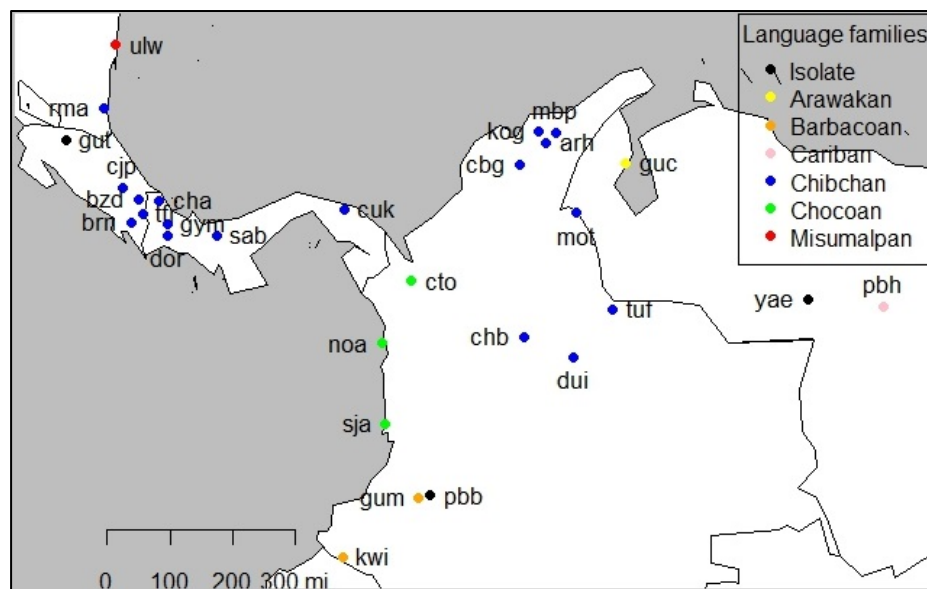 Language families
Isolate
Arawakan
Barbacoan
Cariban
Chibchan
Chocoan
Misumalpan
ulw
rma
gut
cjp
bzd
cha
tfr
brn
gym
dor
sab
cuk
mbp
kog
arh
cbg
guc
mot
cto
tuf
yae
pbh
noa
chb
dui
sja
gum
pbb
kwi
0 100 200 300 mi